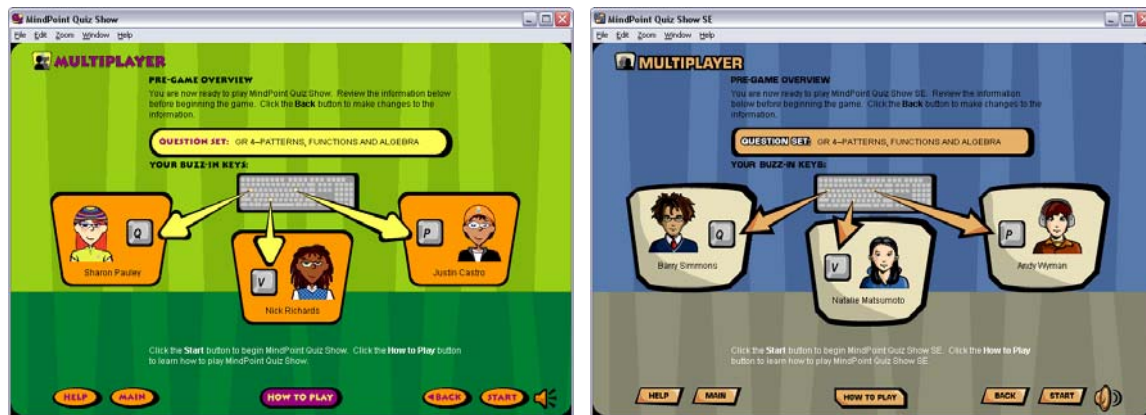 MindPoint Quiz Show
File Edit Zoom Window Help
MULTIPLAYER
PRE-GAME OVERVIEW
You are now ready to play MindPoint Quiz Show. Review the information below
before beginning the game. Click the Back button to make changes to the
information.
QUESTION SET: GR 4–PATTERNS, FUNCTIONS AND ALGEBRA
YOUR BUZZ-IN KEYS:
Q
P
Sharon Pauley
Justin Castro
V
Nick Richards
Click the Start button to begin MindPoint Quiz Show. Click the How to Play button
to learn how to play MindPoint Quiz Show.
HELP MAIN HOW TO PLAY BACK START
MindPoint Quiz Show SE
File Edit Zoom Window Help
MULTIPLAYER
PRE-GAME OVERVIEW
You are now ready to play MindPoint Quiz Show SE. Review the information
below before beginning the game. Click the Back button to make changes to the
information.
QUESTION SET: GR 4–PATTERNS, FUNCTIONS AND ALGEBRA
YOUR BUZZ-IN KEYS:
Q
P
Barry Simmons
Andy Wyman
V
Natalie Matsumoto
Click the Start button to begin MindPoint Quiz Show SE. Click the How to Play
button to learn how to play MindPoint Quiz Show SE.
HELP MAIN HOW TO PLAY BACK START